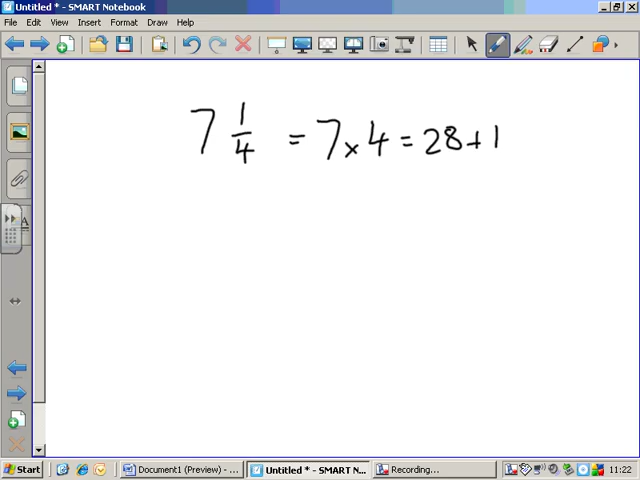 Untitled * - SMART Notebook
File Edit View Insert Format Draw Help
7 1/4 = 7 x 4 = 28 + 1
A
Start Document1 (Preview) - ... Untitled * - SMART N... Recording... 11:22